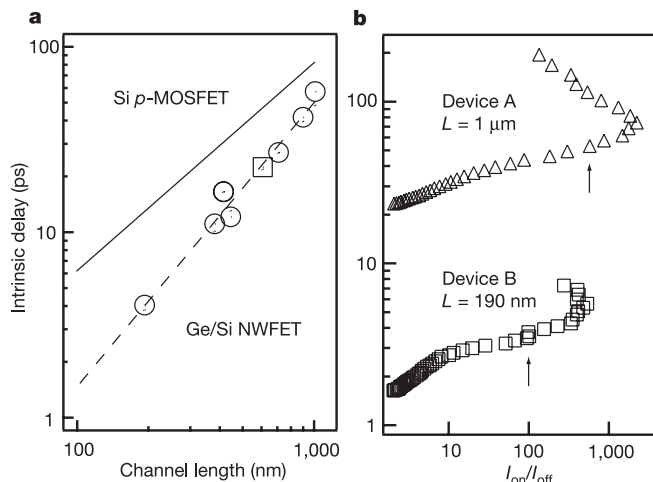 a
b
100
10
1
Intrinsic delay (ps)
Si p-MOSFET
Ge/Si NWFET
100
1,000
Channel length (nm)
100
10
1
Device A
L = 1 μm
Device B
L = 190 nm
10
100
1,000
Ion/Ioff